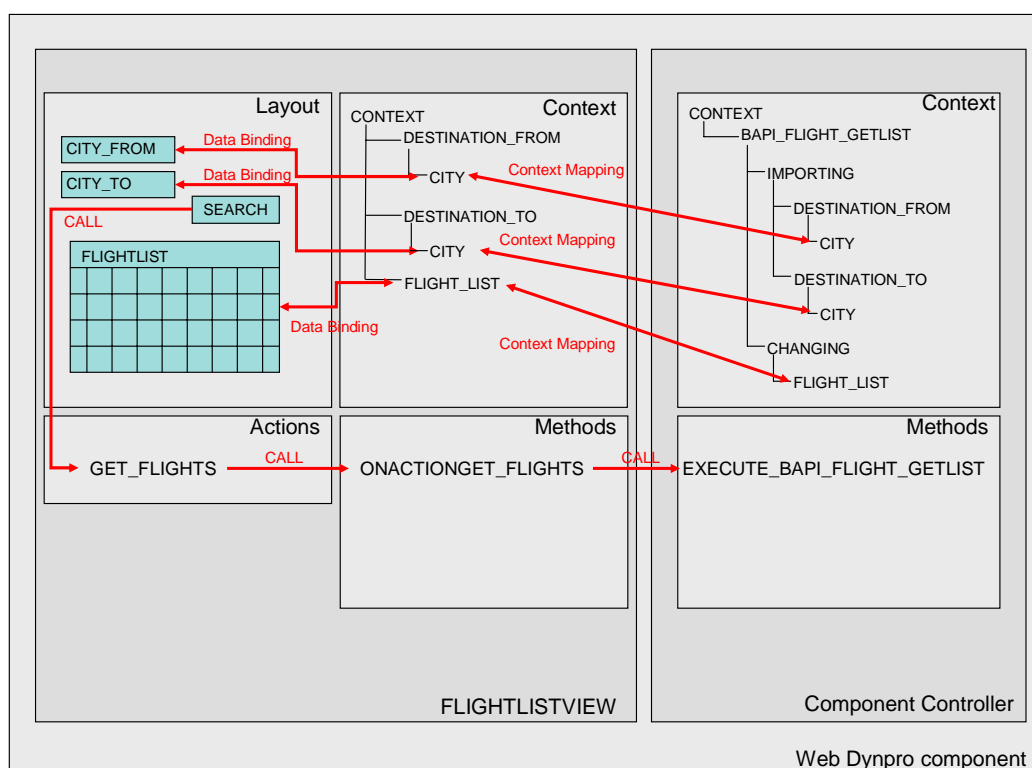 Layout
CITY_FROM
CITY_TO
SEARCH
CALL
FLIGHTLIST
Data Binding
Data Binding
Data Binding
Context
CONTEXT
DESTINATION_FROM
CITY
DESTINATION_TO
CITY
FLIGHT_LIST
Context Mapping
Context Mapping
Context Mapping
Context
CONTEXT
BAPI_FLIGHT_GETLIST
IMPORTING
DESTINATION_FROM
CITY
DESTINATION_TO
CITY
CHANGING
FLIGHT_LIST
Actions
GET_FLIGHTS
CALL
Methods
ONACTIONGET_FLIGHTS
CALL
Methods
EXECUTE_BAPI_FLIGHT_GETLIST
FLIGHTLISTVIEW
Component Controller
Web Dynpro component